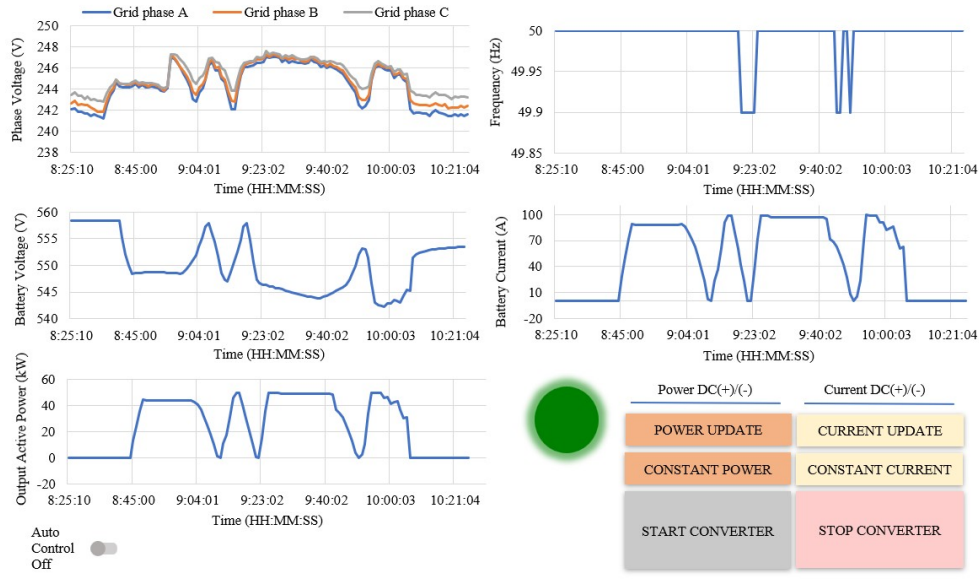 Grid phase A Grid phase B Grid phase C
Phase Voltage (V)
250
248
246
244
242
240
238
8:25:10 8:45:00 9:04:01 9:23:02 9:40:02 10:00:03 10:21:04
Time (HH:MM:SS)
Frequency (Hz)
50
49.95
49.9
49.85
8:25:10 8:45:00 9:04:01 9:23:02 9:40:02 10:00:03 10:21:04
Time (HH:MM:SS)
Battery Voltage (V)
560
555
550
545
540
8:25:10 8:45:00 9:04:01 9:23:02 9:40:02 10:00:03 10:21:04
Time (HH:MM:SS)
Battery Current (A)
100
70
40
10
-20
8:25:10 8:45:00 9:04:01 9:23:02 9:40:02 10:00:03 10:21:04
Time (HH:MM:SS)
Output Active Power (kW)
60
40
20
0
-20
8:25:10 8:45:00 9:04:01 9:23:02 9:40:02 10:00:03 10:21:04
Time (HH:MM:SS)
Auto
Control
Off
Power DC(+)/(-) Current DC(+)/(-)
POWER UPDATE CURRENT UPDATE
CONSTANT POWER CONSTANT CURRENT
START CONVERTER STOP CONVERTER